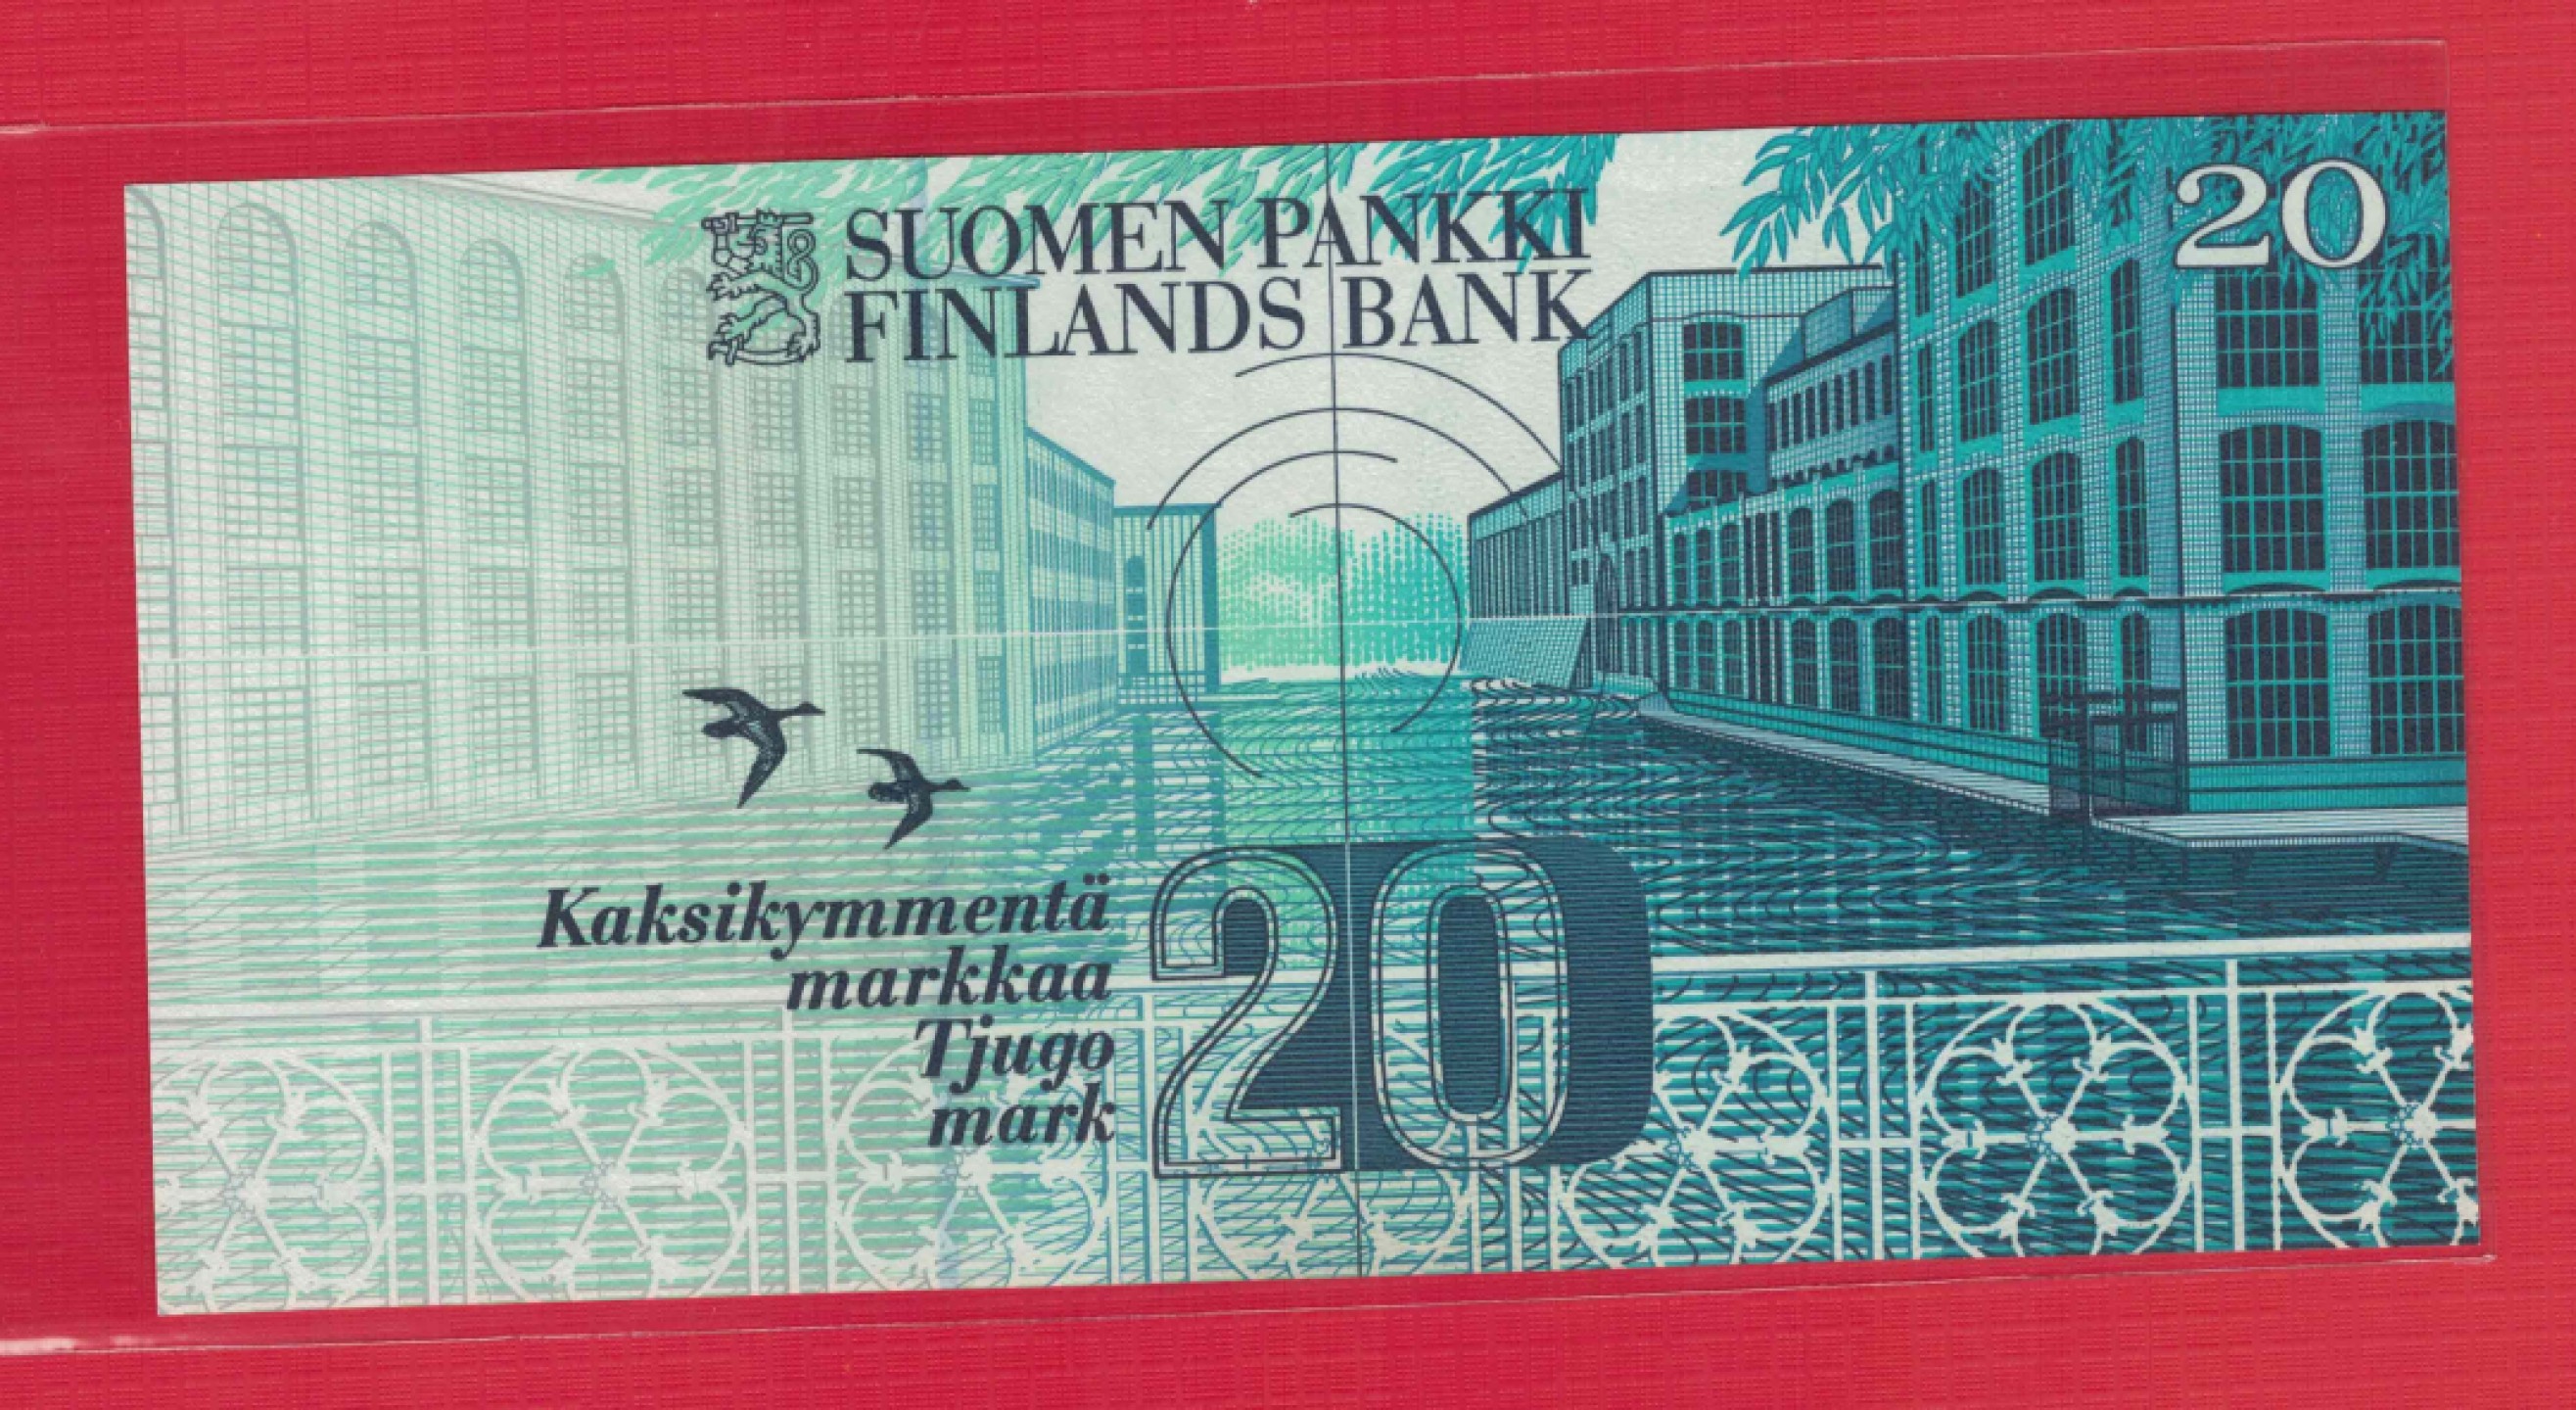 20
SUOMEN PANKKI
FINLANDS BANK
Kaksikymmentä
markkaa
Tjugo
mark
20